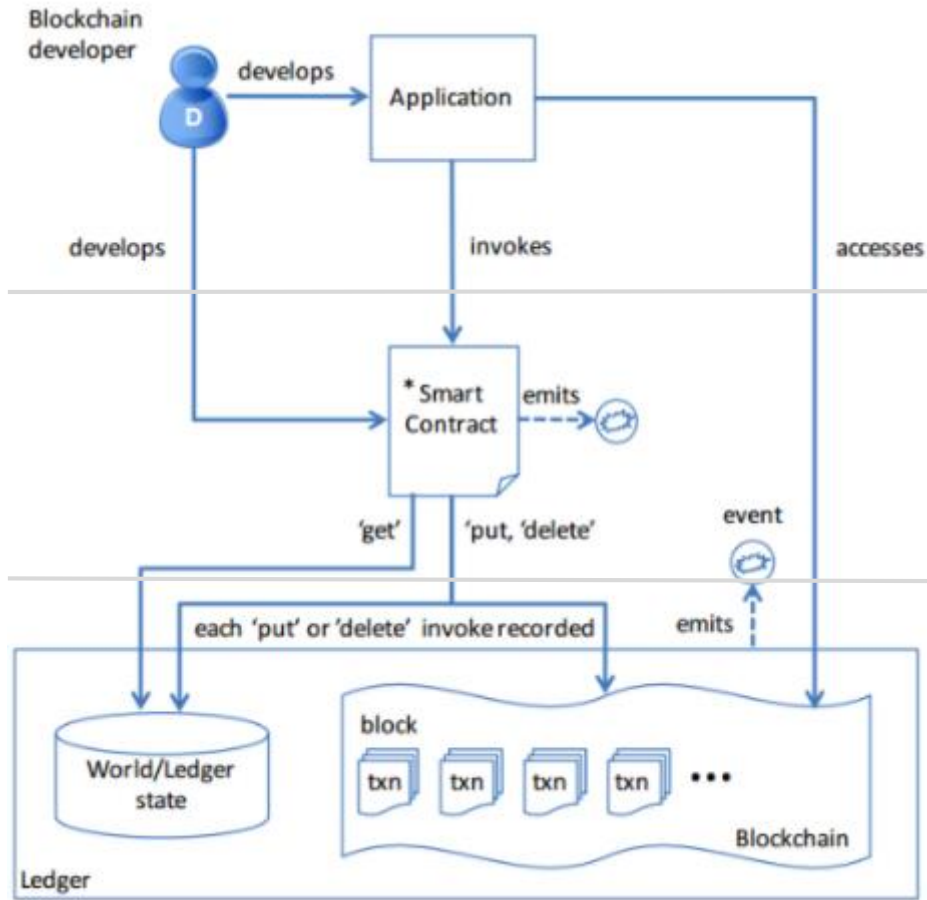 Blockchain
developer
develops
D
Application
develops
invokes
accesses
* Smart
Contract
emits
'get'
'put, 'delete'
event
each 'put' or 'delete' invoke recorded
emits
block
World/Ledger
state
txn txn txn txn •••
Blockchain
Ledger